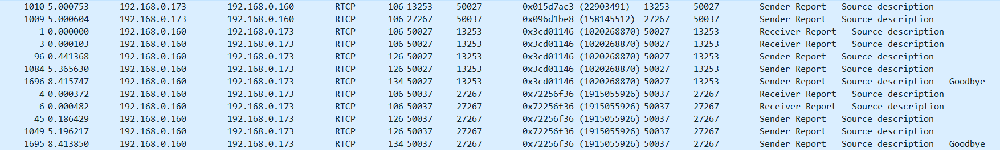 1010 5.000753 192.168.0.173 192.168.0.160 RTCP 106 13253 50027 0x015d7ac3 (22903491) 13253 50027 Sender Report Source description
1009 5.000604 192.168.0.173 192.168.0.160 RTCP 106 27267 50037 0x096d1be8 (158145512) 27267 50037 Sender Report Source description
1 0.000000 192.168.0.160 192.168.0.173 RTCP 106 50027 13253 0x3cd01146 (1020268870) 50027 13253 Receiver Report Source description
3 0.000103 192.168.0.160 192.168.0.173 RTCP 106 50027 13253 0x3cd01146 (1020268870) 50027 13253 Receiver Report Source description
96 0.441368 192.168.0.160 192.168.0.173 RTCP 126 50027 13253 0x3cd01146 (1020268870) 50027 13253 Sender Report Source description
1084 5.365630 192.168.0.160 192.168.0.173 RTCP 126 50027 13253 0x3cd01146 (1020268870) 50027 13253 Sender Report Source description
1696 8.415747 192.168.0.160 192.168.0.173 RTCP 134 50027 13253 0x3cd01146 (1020268870) 50027 13253 Sender Report Source description Goodbye
4 0.000372 192.168.0.160 192.168.0.173 RTCP 106 50037 27267 0x72256f36 (1915055926) 50037 27267 Receiver Report Source description
6 0.000482 192.168.0.160 192.168.0.173 RTCP 106 50037 27267 0x72256f36 (1915055926) 50037 27267 Receiver Report Source description
45 0.186429 192.168.0.160 192.168.0.173 RTCP 126 50037 27267 0x72256f36 (1915055926) 50037 27267 Sender Report Source description
1049 5.196217 192.168.0.160 192.168.0.173 RTCP 126 50037 27267 0x72256f36 (1915055926) 50037 27267 Sender Report Source description
1695 8.413850 192.168.0.160 192.168.0.173 RTCP 134 50037 27267 0x72256f36 (1915055926) 50037 27267 Sender Report Source description Goodbye